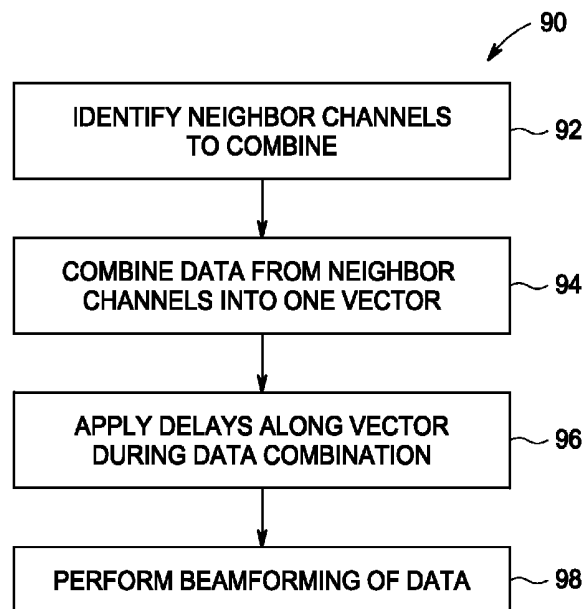 90
IDENTIFY NEIGHBOR CHANNELS
TO COMBINE
92
COMBINE DATA FROM NEIGHBOR
CHANNELS INTO ONE VECTOR
94
APPLY DELAYS ALONG VECTOR
DURING DATA COMBINATION
96
PERFORM BEAMFORMING OF DATA
98